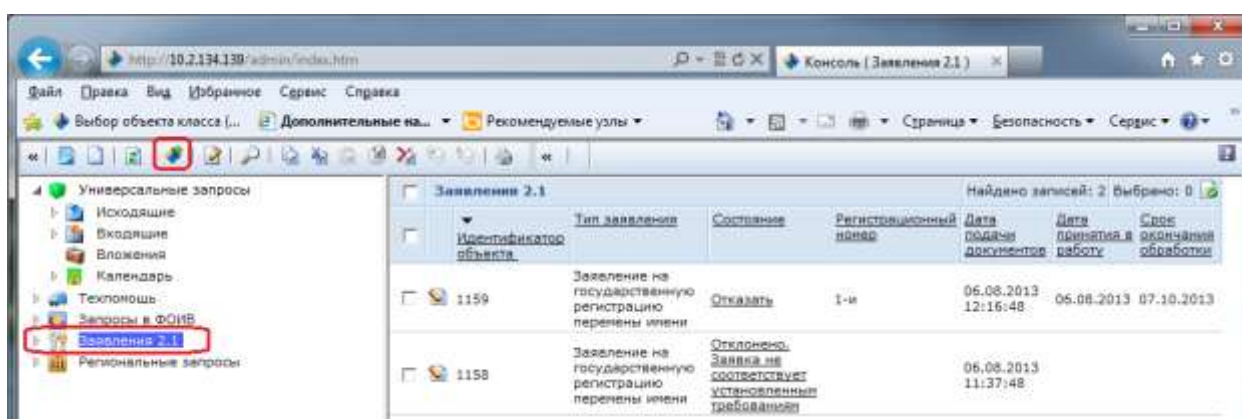 http://10.2.134.139/admin/index.htm
Консоль ( Заявления 2.1 )
Файл Правка Вид Избранное Сервис Справка
Выбор объекта класса (... Дополнительные на... Рекомендуемые узлы Страница Безопасность Сервис
Универсальные запросы
Исходящие
Входящие
Вложения
Календарь
Техпомощь
Запросы в ФОИВ
Заявления 2.1
Региональные запросы
Заявления 2.1 Найдено записей: 2 Выбрано: 0
Идентификатор объекта
Тип заявления
Состояние
Регистрационный номер
Дата подачи документов
Дата принятия в работу
Срок окончания обработки
1159
Заявление на
государственную
регистрацию
перемены имени
Отказать
1-и
06.08.2013
12:16:48
06.08.2013
07.10.2013
1158
Заявление на
государственную
регистрацию
перемены имени
Отклонено.
Заявка не
соответствует
установленным
требованиям
06.08.2013
11:37:48